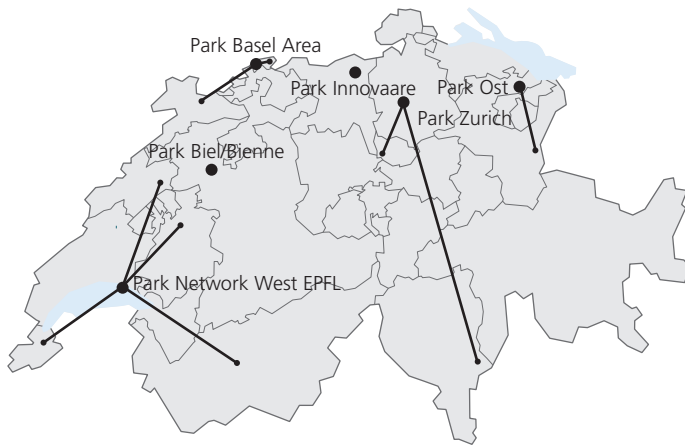 Park Basel Area
Park Innovaare
Park Ost
Park Zurich
Park Biel/Bienne
Park Network West EPFL